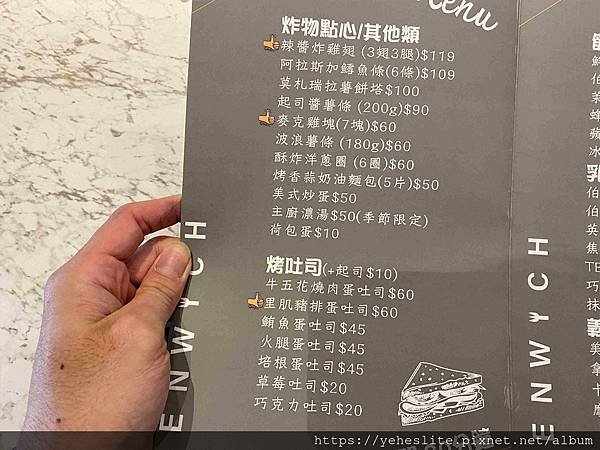 enu
炸物點心/其他類
辣醬炸雞翅 (3翅3腿)$119
阿拉斯加鱈魚條(6條)$109
莫札瑞拉薯餅塔$100
起司醬薯條 (200g)$90
麥克雞塊(7塊)$60
波浪薯條 (180g)$60
酥炸洋蔥圈 (6圈)$60
烤香蒜奶油麵包(5片)$50
美式炒蛋$50
主廚濃湯$50(季節限定)
荷包蛋$10
烤吐司(+起司$10)
牛五花燒肉蛋吐司$60
里肌豬排蛋吐司$60
鮪魚蛋吐司$45
火腿蛋吐司$45
培根蛋吐司$45
草莓吐司$20
巧克力吐司$20
ENWYCH
ENWYCH
https://yeheslite.pixnet.net/album